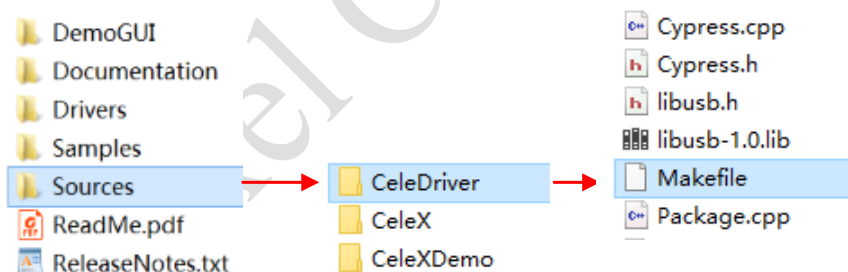 DemoGUI
Documentation
Drivers
Samples
Sources
ReadMe.pdf
ReleaseNotes.txt
CeleDriver
CeleX
CeleXDemo
Cypress.cpp
Cypress.h
libusb.h
libusb-1.0.lib
Makefile
Package.cpp